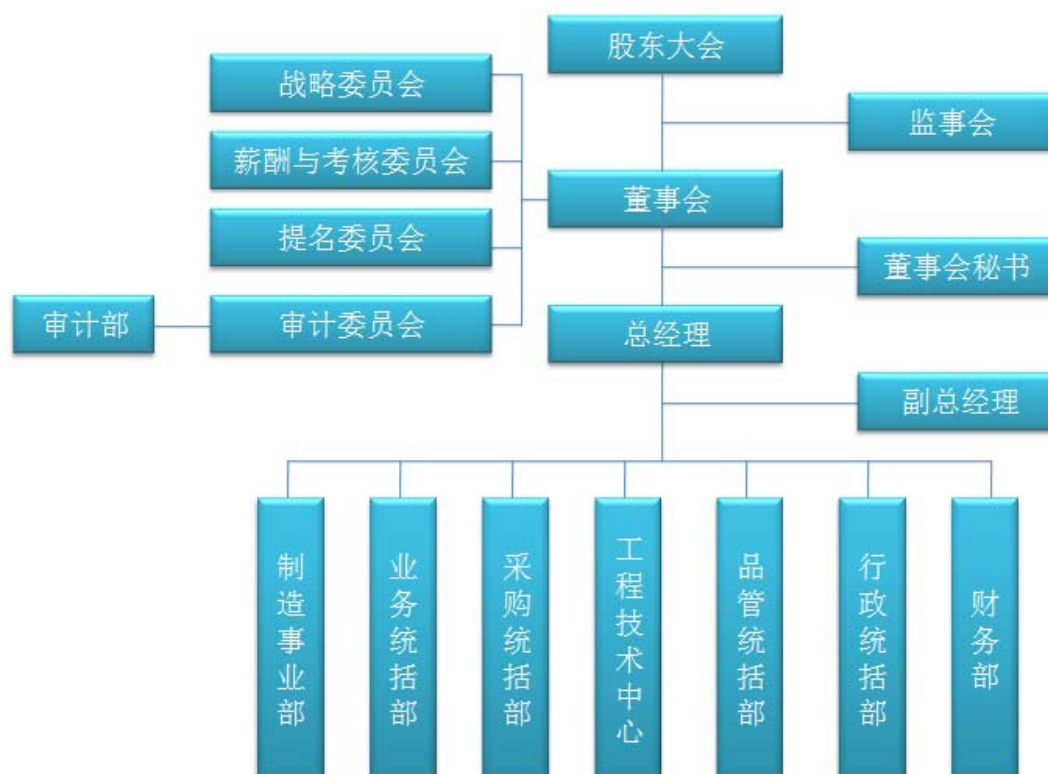 股东大会
战略委员会
监事会
薪酬与考核委员会
董事会
提名委员会
董事会秘书
审计部
审计委员会
总经理
副总经理
制造事业部
业务统括部
采购统括部
工程技术中心
品管统括部
行政统括部
财务部